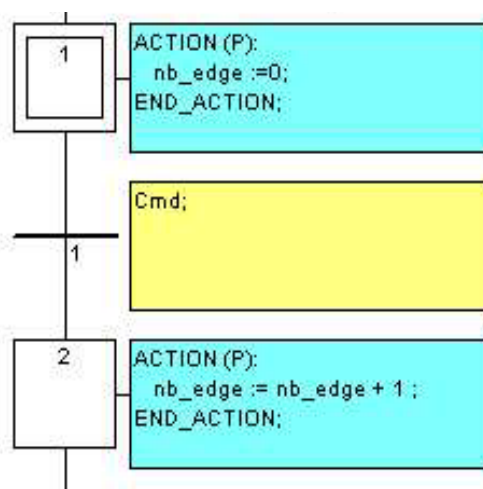 1
ACTION (P):
nb_edge :=0;
END_ACTION;
Cmd;
1
2
ACTION (P):
nb_edge := nb_edge + 1 ;
END_ACTION;